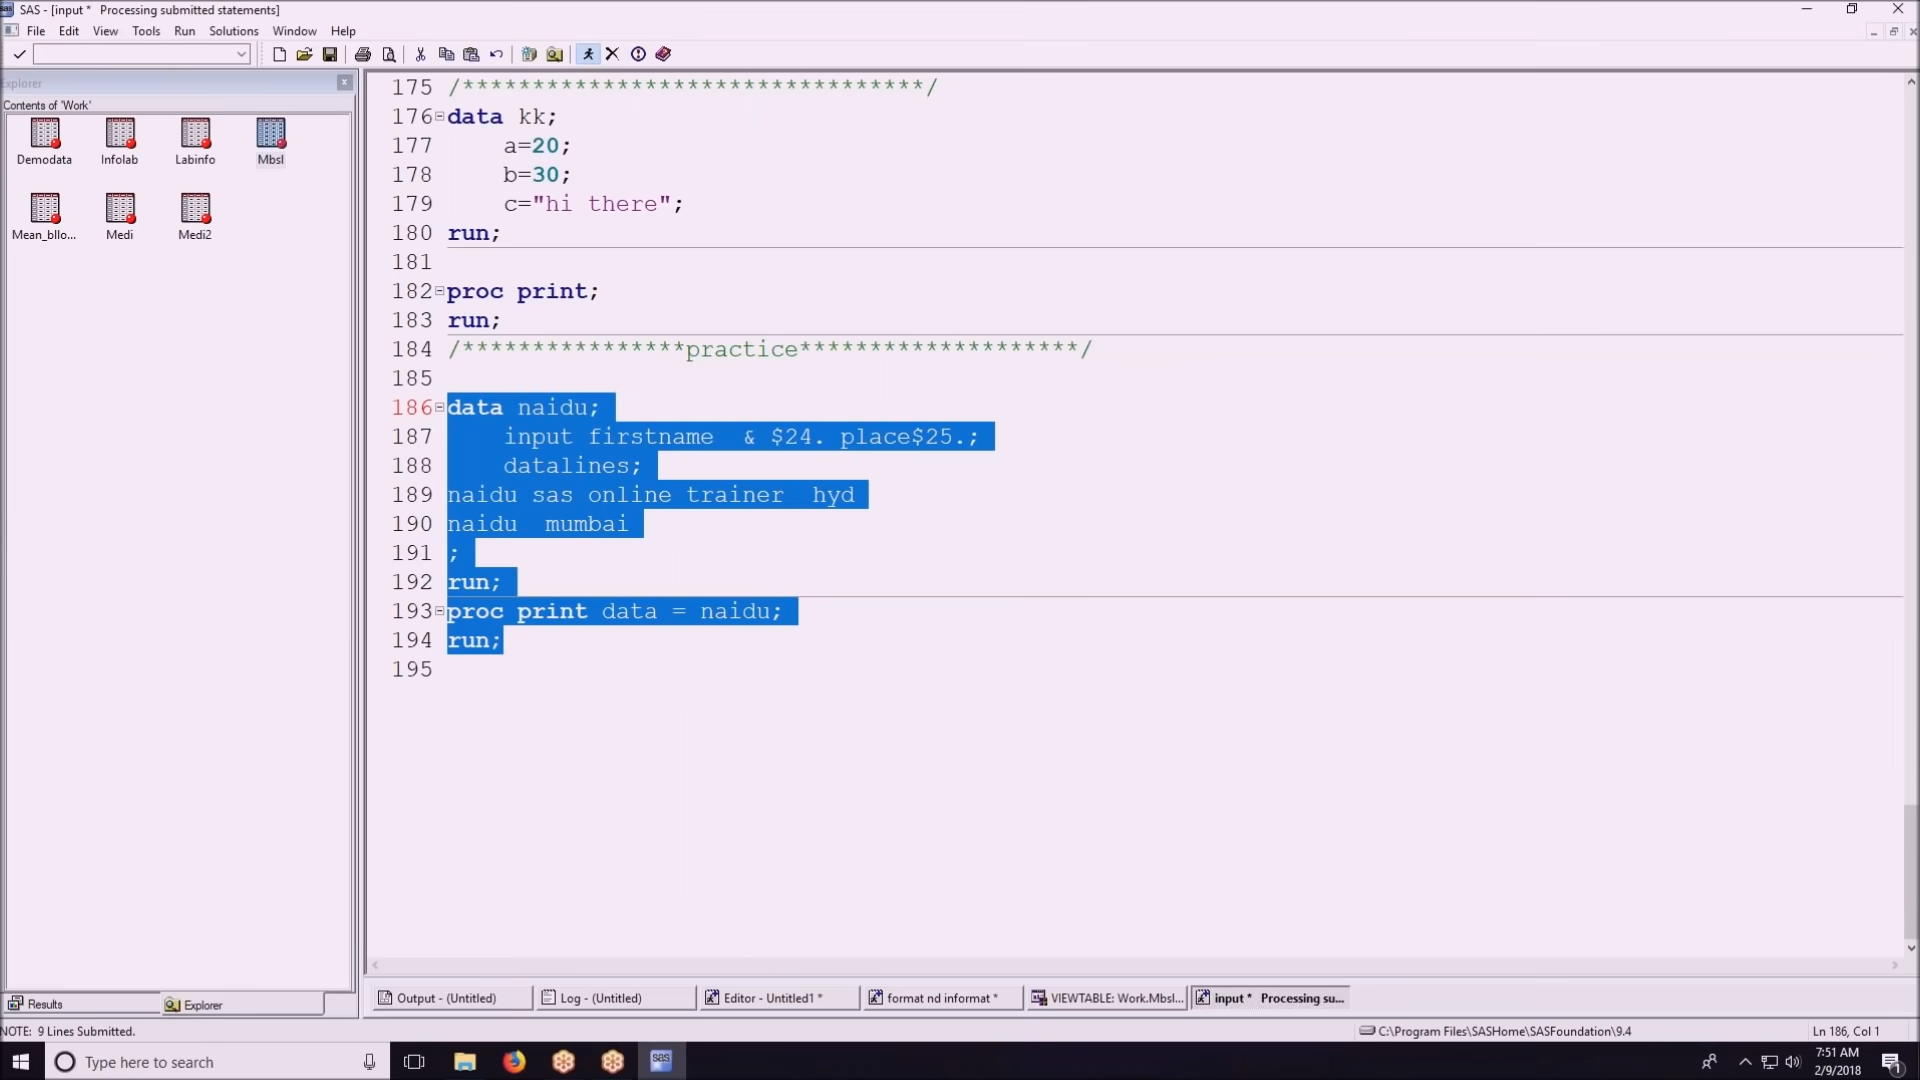 SAS - [input *   Processing submitted statements]
File Edit View Tools Run Solutions Window Help
Explorer
Contents of 'Work'
Demodata Infolab Labinfo Mbsl
Mean_bllo... Medi Medi2
175 /*********************************/
176 data kk;
177 a=20;
178 b=30;
179 c="hi there";
180 run;
181
182 proc print;
183 run;
184 /****************practice********************/
185
186 data naidu;
187 input firstname  & $24. place$25.;
188 datalines;
189 naidu sas online trainer  hyd
190 naidu  mumbai
191 ;
192 run;
193 proc print data = naidu;
194 run;
195
Results Explorer
Output - (Untitled) Log - (Untitled) Editor - Untitled1 * format nd informat * VIEWTABLE: Work.Mbsl... input *   Processing su...
NOTE: 9 Lines Submitted.
C:\Program Files\SASHome\SASFoundation\9.4
Ln 186, Col 1
Type here to search
sas
7:51 AM
2/9/2018
1